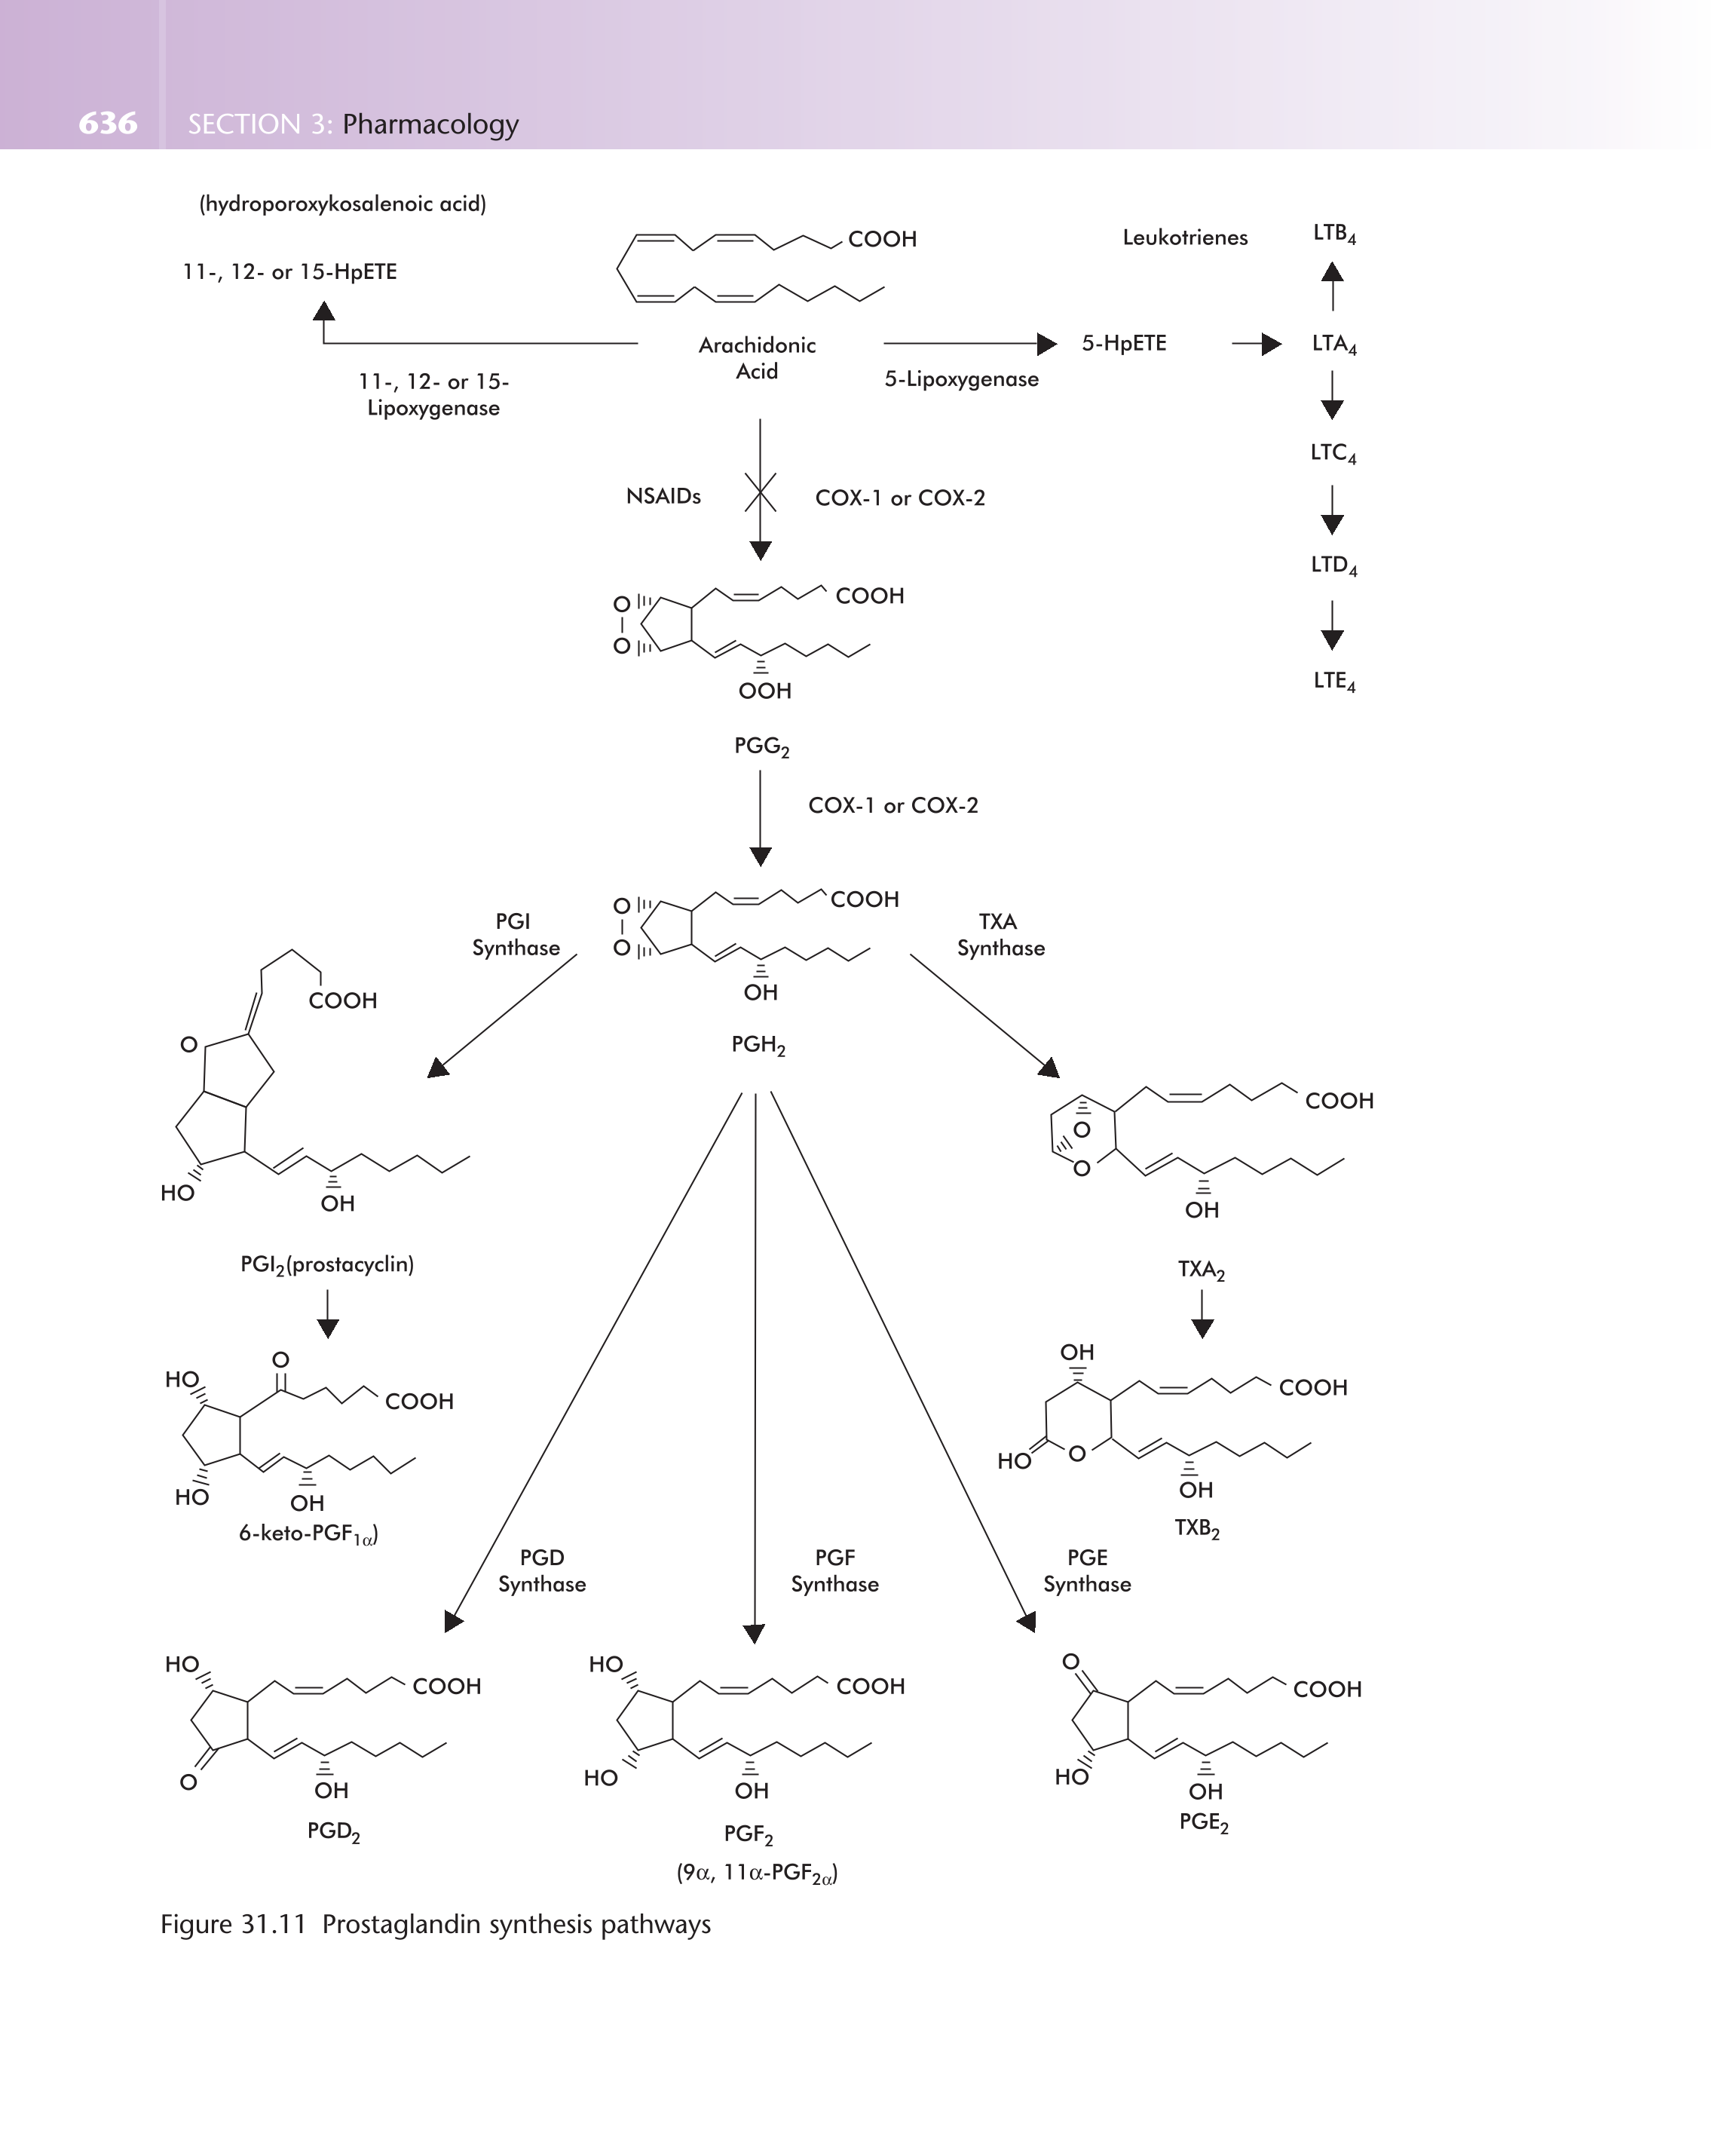 636 SECTION 3: Pharmacology
(hydroporoxykosalenoic acid)
11-, 12- or 15-HpETE
COOH
Leukotrienes
LTB4
Arachidonic
Acid
11-, 12- or 15-
Lipoxygenase
5-Lipoxygenase
5-HpETE
LTA4
LTC4
LTD4
LTE4
NSAIDs
COX-1 or COX-2
O
O
COOH
OOH
PGG2
COX-1 or COX-2
O
O
COOH
OH
PGH2
PGI
Synthase
TXA
Synthase
COOH
O
HO
OH
PGI2(prostacyclin)
COOH
O
O
OH
TXA2
HO
O
COOH
HO
OH
6-keto-PGF1α)
OH
COOH
HO
O
OH
TXB2
PGD
Synthase
PGF
Synthase
PGE
Synthase
HO
COOH
O
OH
PGD2
HO
COOH
HO
OH
PGF2
(9α, 11α-PGF2α)
O
COOH
HO
OH
PGE2
Figure 31.11 Prostaglandin synthesis pathways